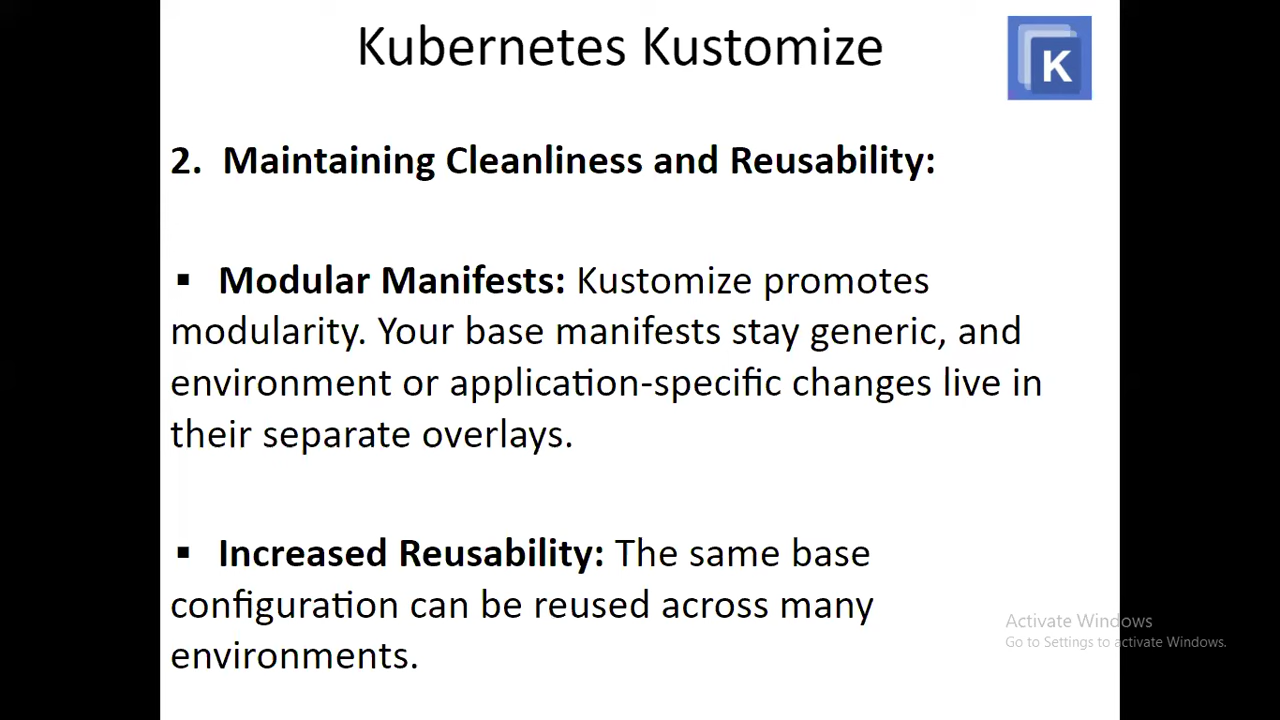 Kubernetes Kustomize
K
2. Maintaining Cleanliness and Reusability:
▪ Modular Manifests: Kustomize promotes
modularity. Your base manifests stay generic, and
environment or application-specific changes live in
their separate overlays.
▪ Increased Reusability: The same base
configuration can be reused across many
environments.
Activate Windows
Go to Settings to activate Windows.